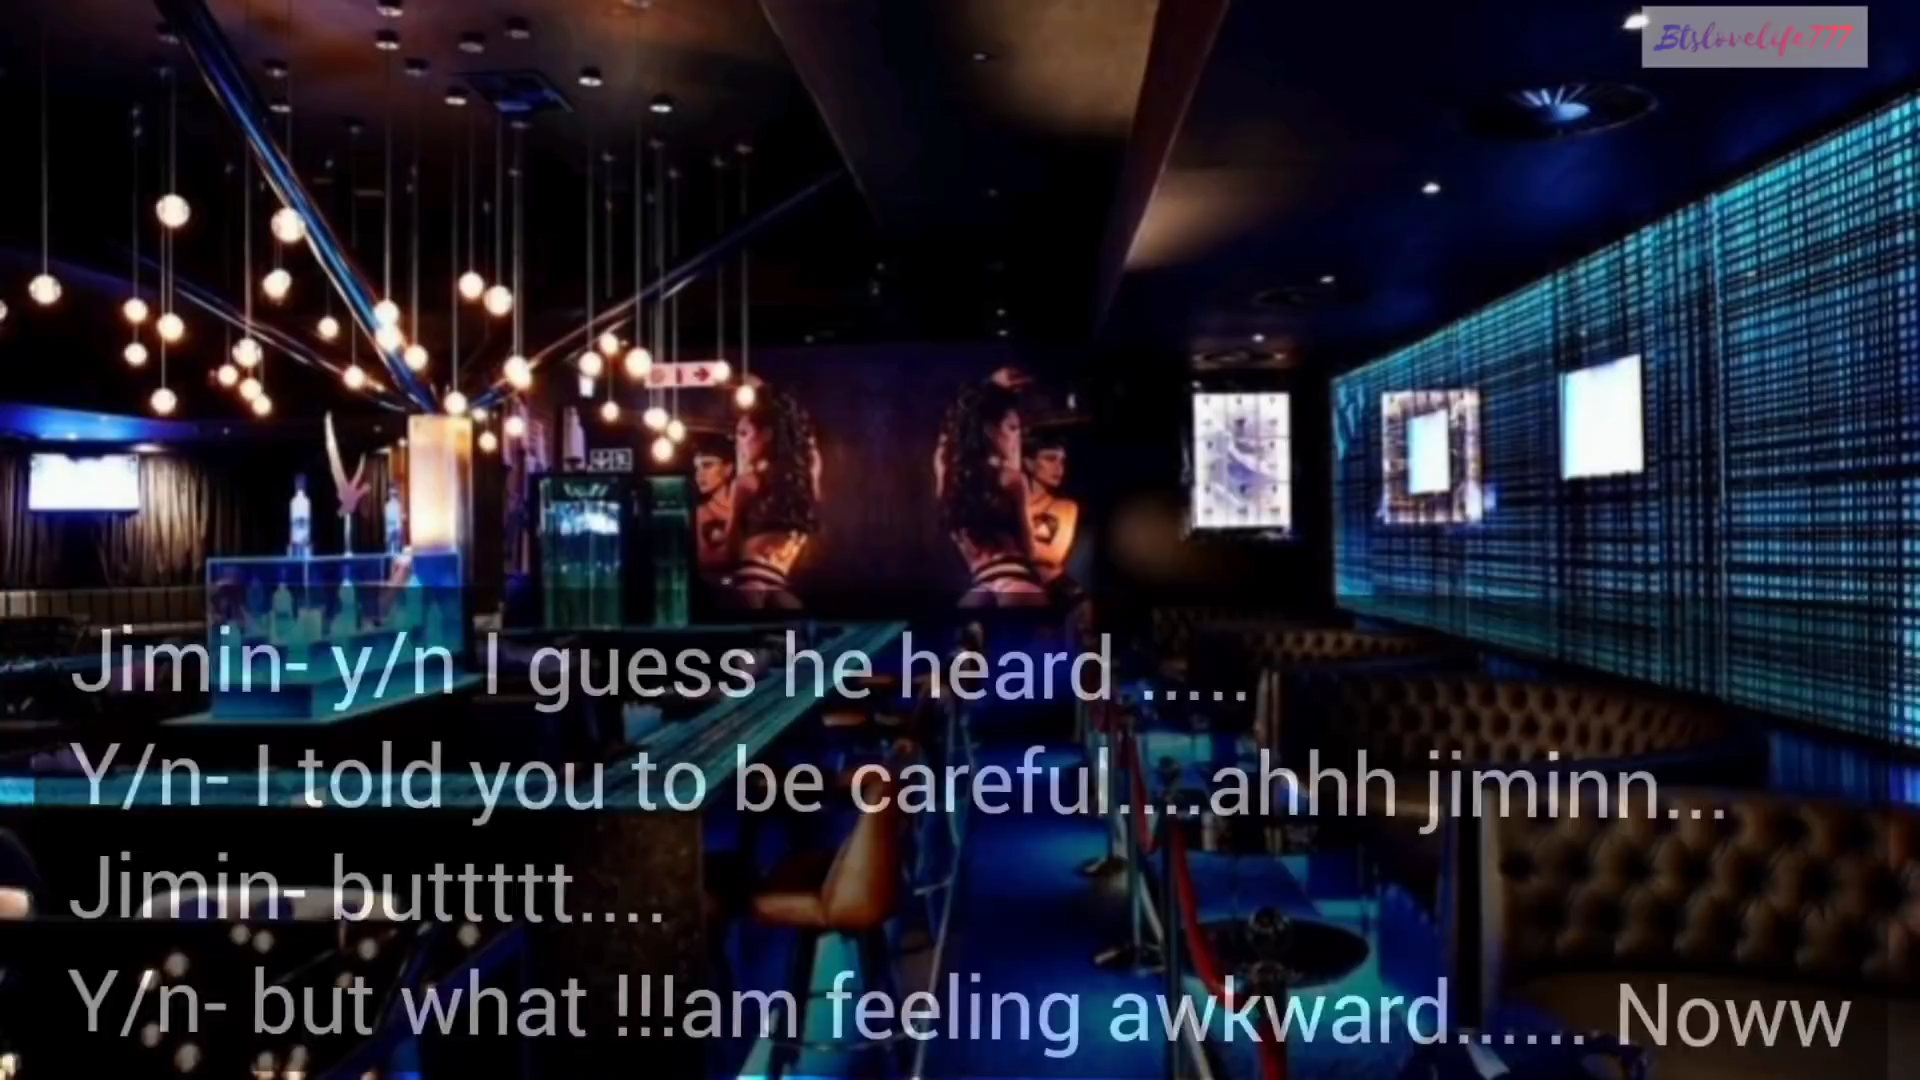 Btslovelife777
Jimin- y/n I guess he heard .....
Y/n- I told you to be careful....ahhh jiminn...
Jimin- buttttt....
Y/n- but what !!!am feeling awkward...... Noww